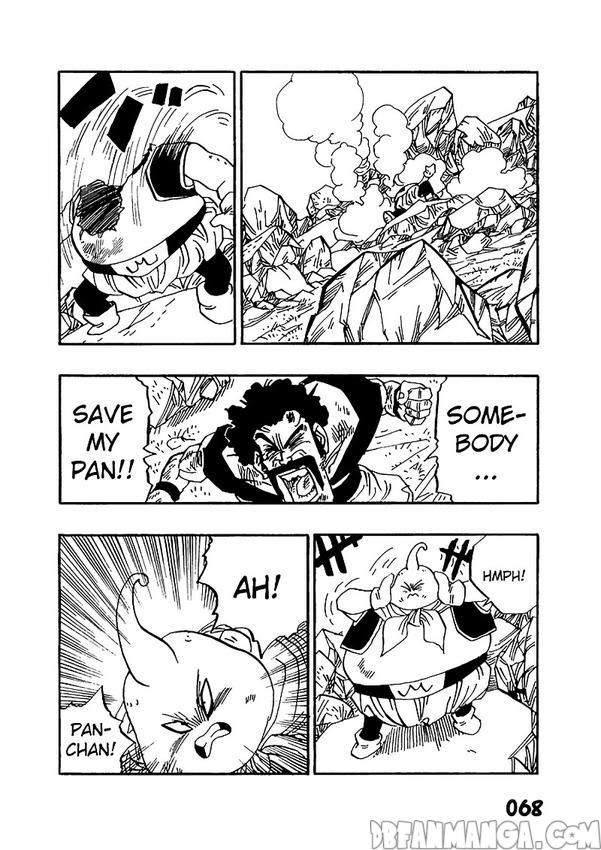 SOME-
BODY
...
SAVE
MY
PAN!!
HMPH!
AH!
PAN-
CHAN!
068
DBFANMANGA.COM